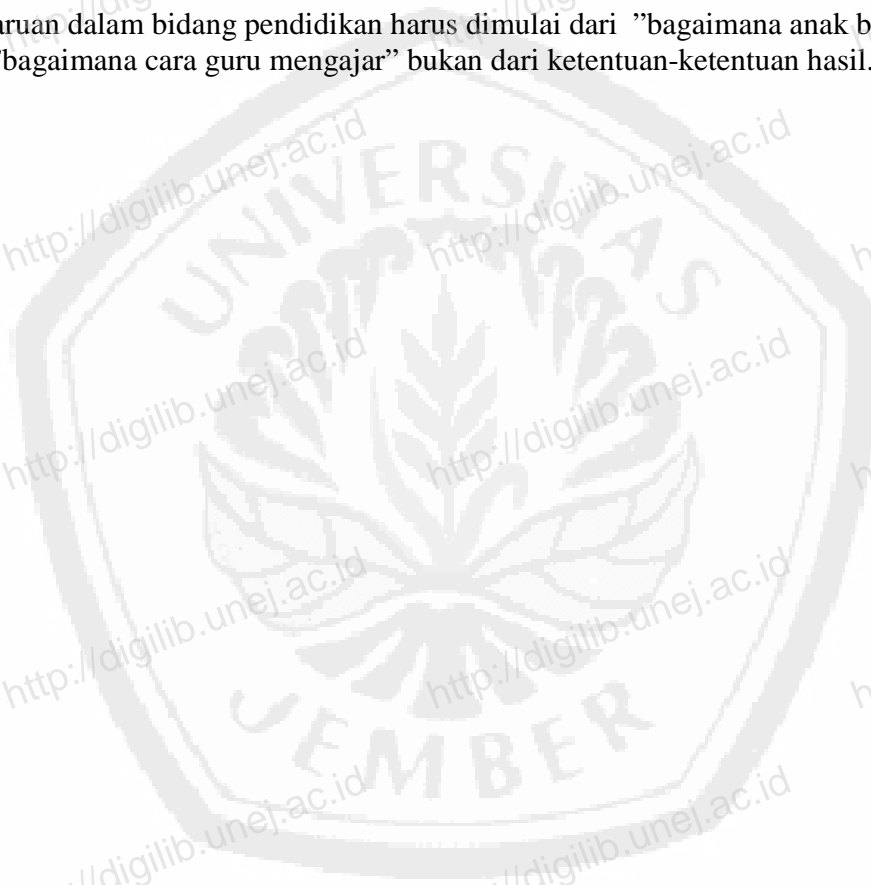 aruan dalam bidang pendidikan harus dimulai dari ”bagaimana anak b
”bagaimana cara guru mengajar” bukan dari ketentuan-ketentuan hasil.
http://digilib.unej.ac.id
http://digilib.unej.ac.id
UNIVERSITAS
http://digilib.unej.ac.id
http://digilib.unej.ac.id
http://digilib.unej.ac.id
http://digilib.unej.ac.id
JEMBER
//digilib.unej.ac.id
//digilib.unej.ac.id